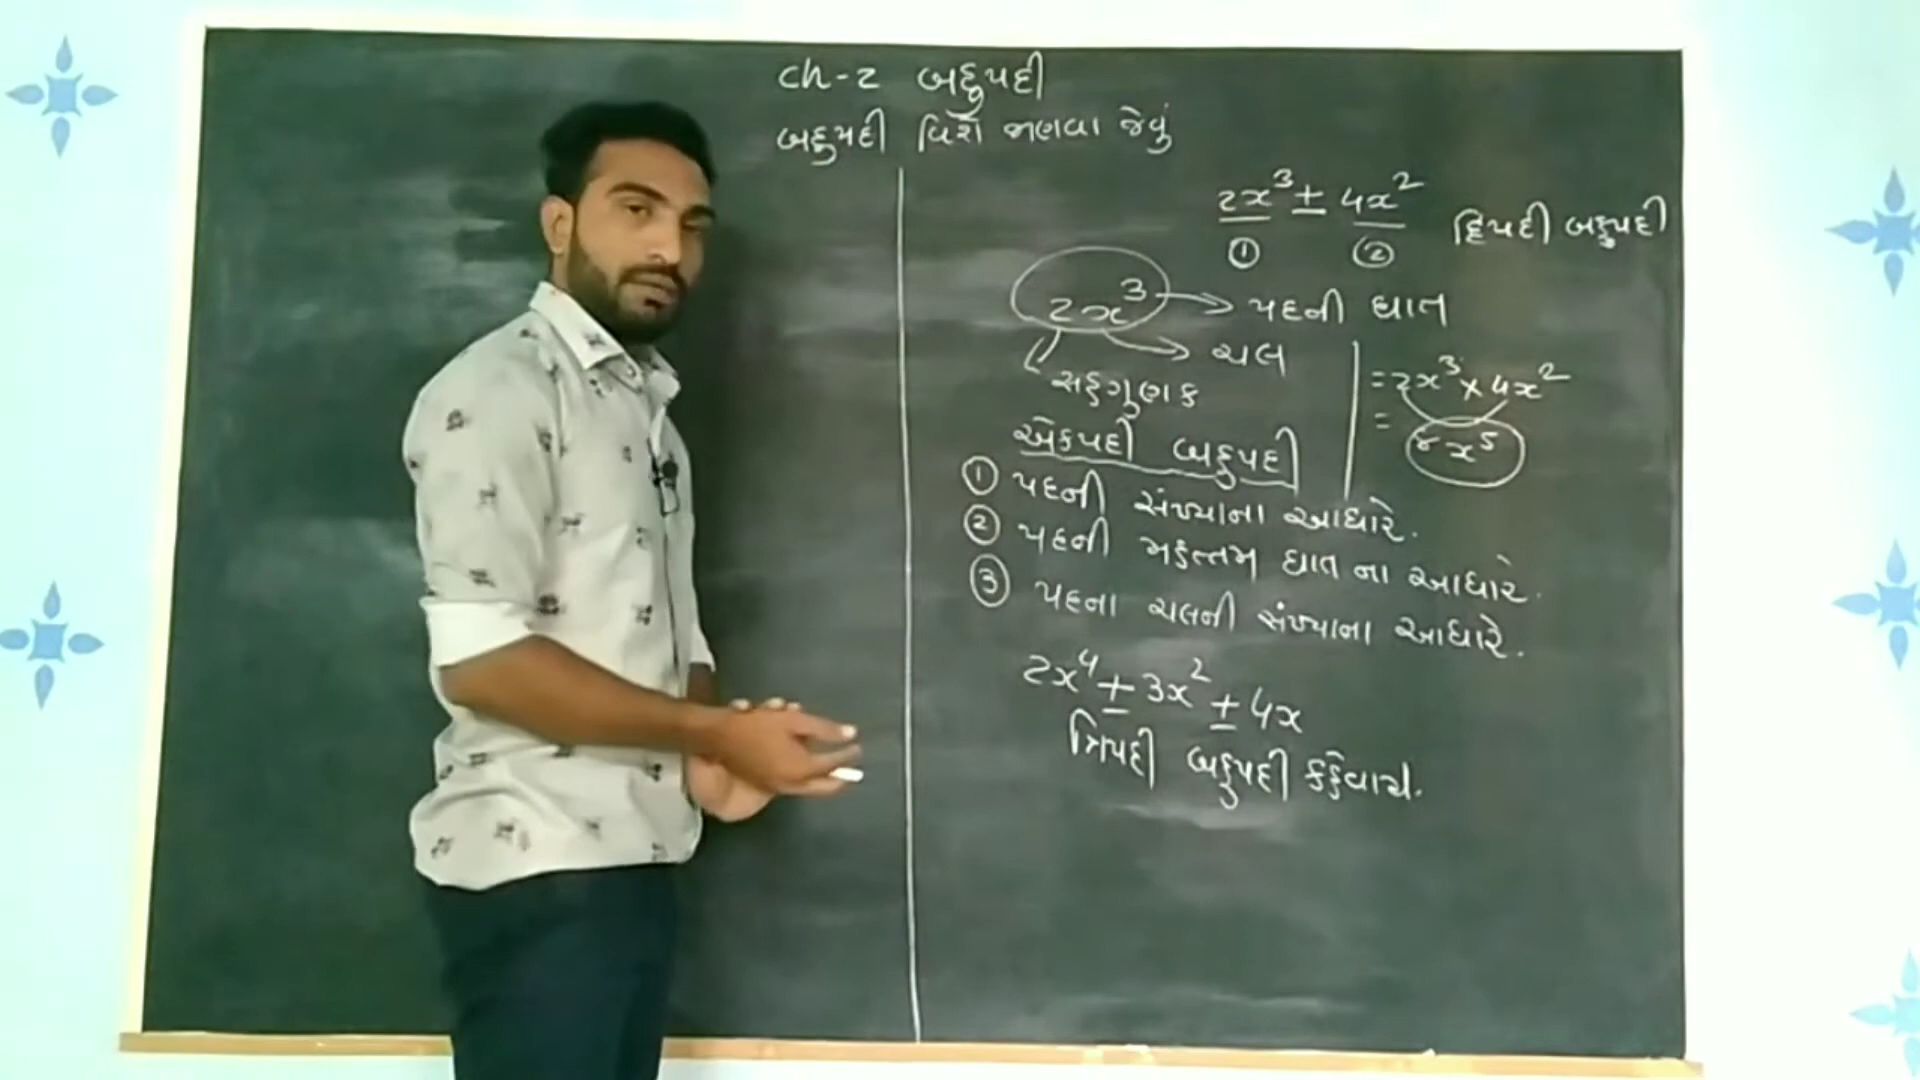 ch-2 બહુપદી
બહુપદી વિશે જાણવા જેવું
2x³ + 4x² દ્વિપદી બહુપદી
① ②
2x³ → પદની ઘાત
→ ચલ
સહગુણક
= 2x³ × 4x²
= 8x⁵
એકપદી બહુપદી
① પદની સંખ્યાના આધારે.
② પદની મહત્તમ ઘાત ના આધારે.
③ પદના ચલની સંખ્યાના આધારે.
2x⁴ + 3x² + 4x
ત્રિપદી બહુપદી કહેવાય.